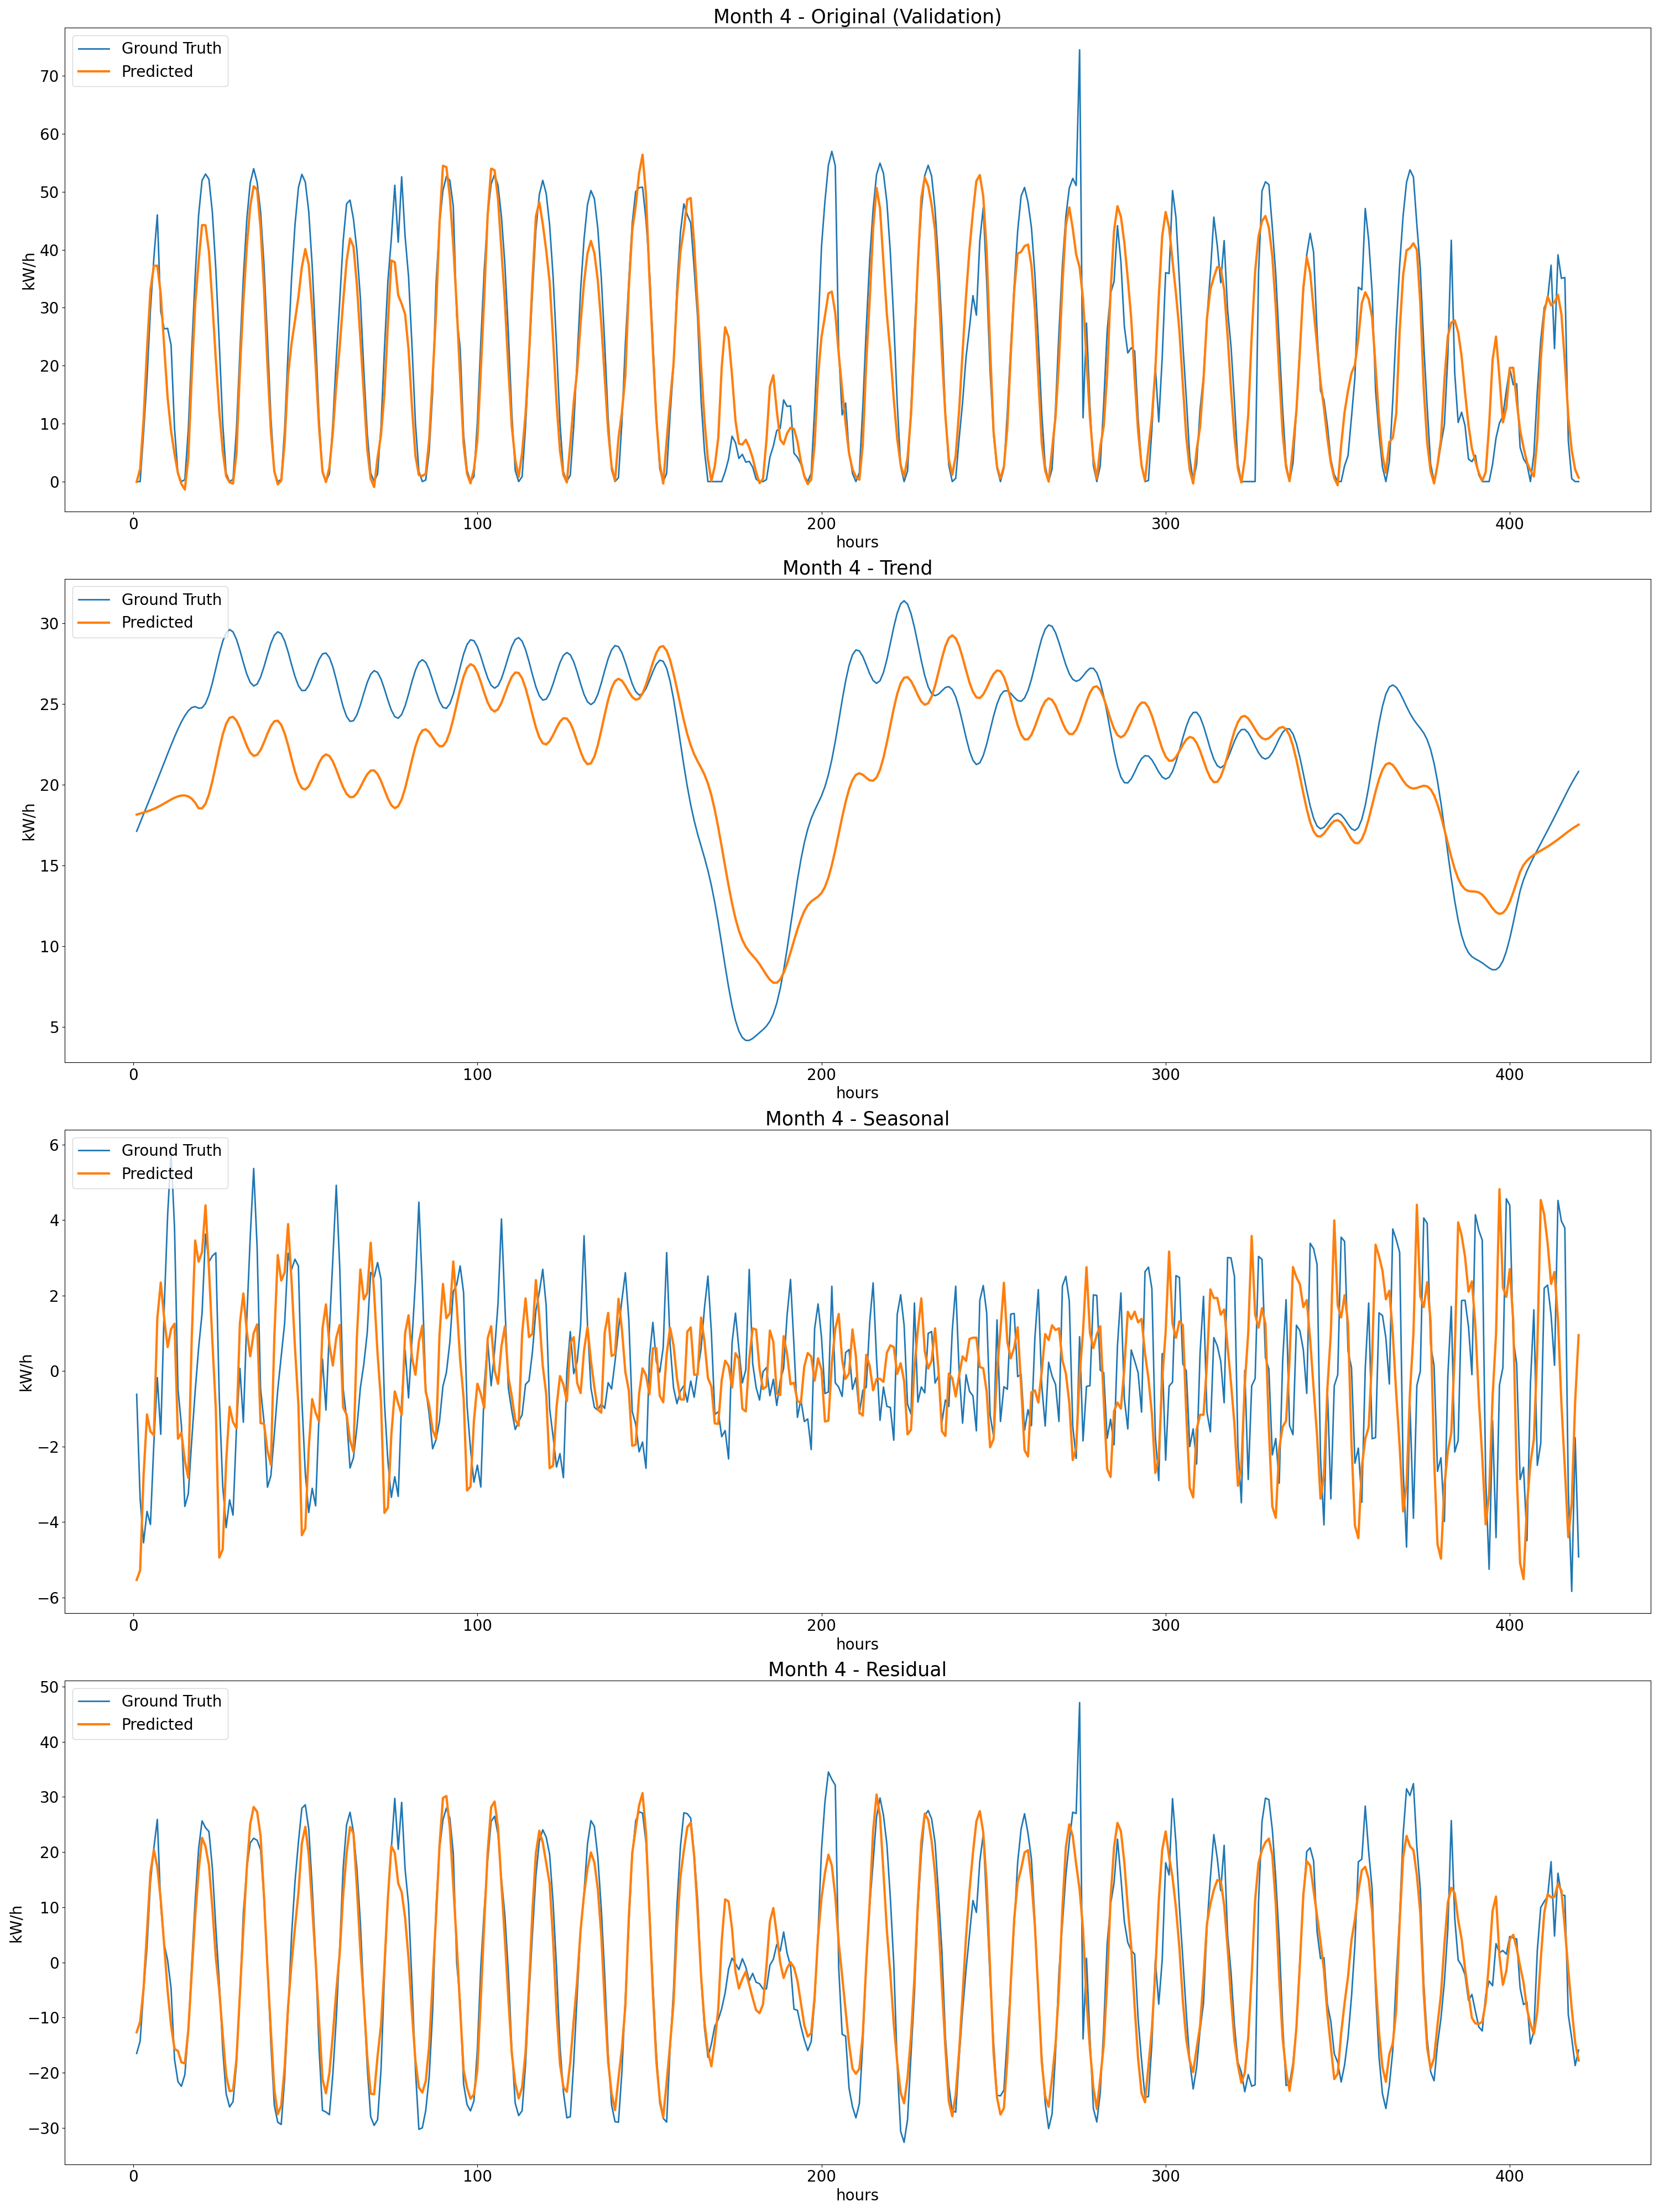 Month 4 - Original (Validation)
Ground Truth
Predicted
70
60
50
40
30
20
10
0
kW/h
0 100 200 300 400
hours
Month 4 - Trend
Ground Truth
Predicted
30
25
20
15
10
5
kW/h
0 100 200 300 400
hours
Month 4 - Seasonal
Ground Truth
Predicted
6
4
2
0
−2
−4
−6
kW/h
0 100 200 300 400
hours
Month 4 - Residual
Ground Truth
Predicted
50
40
30
20
10
0
−10
−20
−30
kW/h
0 100 200 300 400
hours